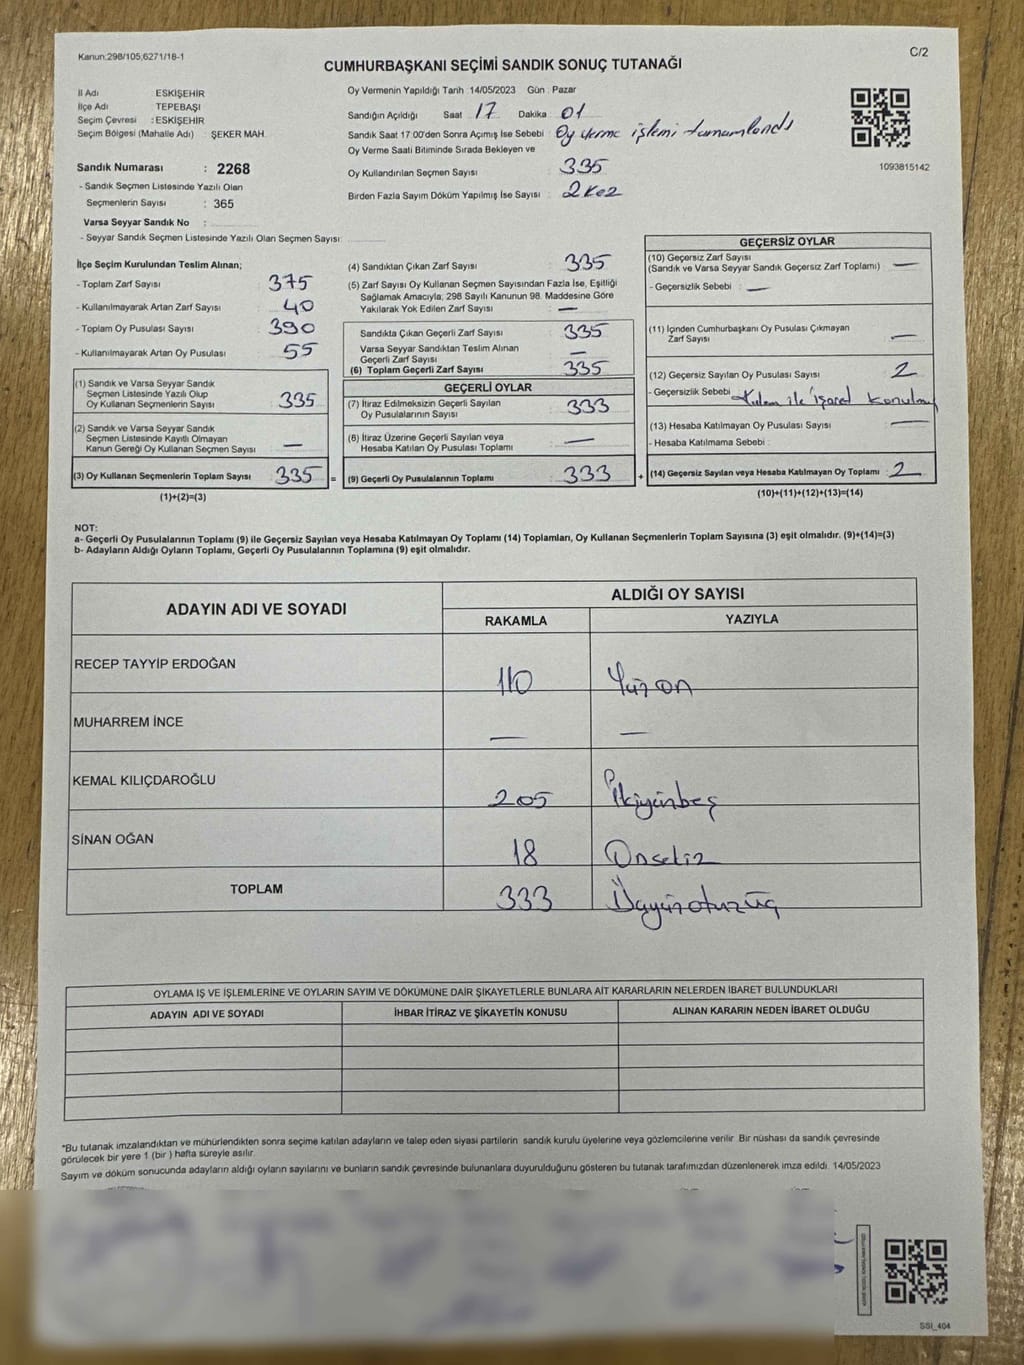 Kanun:298/105,6271/18-1
C/2
CUMHURBAŞKANI SEÇİMİ SANDIK SONUÇ TUTANAĞI
İl Adı ESKİŞEHİR
İlçe Adı TEPEBAŞI
Seçim Çevresi : ESKİŞEHİR
Seçim Bölgesi (Mahalle Adı) : ŞEKER MAH.
Sandık Numarası : 2268
- Sandık Seçmen Listesinde Yazılı Olan
Seçmenlerin Sayısı : 365
Varsa Seyyar Sandık No :
- Seyyar Sandık Seçmen Listesinde Yazılı Olan Seçmen Sayısı:
Oy Vermenin Yapıldığı Tarih 14/05/2023 Gün : Pazar
Sandığın Açıldığı Saat 17 Dakika 01
Sandık Saat 17:00'den Sonra Açımış İse Sebebi : Oy verme işlemi tamamlandı
Oy Verme Saati Bitiminde Sırada Bekleyen ve
Oy Kullandırılan Seçmen Sayısı : 335
Birden Fazla Sayım Döküm Yapılmış İse Sayısı : 2 kez
1093815142
İlçe Seçim Kurulundan Teslim Alınan;
- Toplam Zarf Sayısı : 375
- Kullanılmayarak Artan Zarf Sayısı : 40
- Toplam Oy Pusulası Sayısı : 390
- Kullanılmayarak Artan Oy Pusulası : 55
(1) Sandık ve Varsa Seyyar Sandık
Seçmen Listesinde Yazılı Olup
Oy Kullanan Seçmenlerin Sayısı : 335
(2) Sandık ve Varsa Seyyar Sandık
Seçmen Listesinde Kayıtlı Olmayan
Kanun Gereği Oy Kullanan Seçmen Sayısı : —
(3) Oy Kullanan Seçmenlerin Toplam Sayısı : 335 =
(1)+(2)=(3)
(4) Sandıktan Çıkan Zarf Sayısı : 335
(5) Zarf Sayısı Oy Kullanan Seçmen Sayısından Fazla İse, Eşitliği
Sağlamak Amacıyla; 298 Sayılı Kanunun 98. Maddesine Göre
Yakılarak Yok Edilen Zarf Sayısı : —
Sandıkta Çıkan Geçerli Zarf Sayısı : 335
Varsa Seyyar Sandıktan Teslim Alınan
Geçerli Zarf Sayısı : —
(6) Toplam Geçerli Zarf Sayısı : 335
GEÇERLİ OYLAR
(7) İtiraz Edilmeksizin Geçerli Sayılan
Oy Pusulalarının Sayısı : 333
(8) İtiraz Üzerine Geçerli Sayılan veya
Hesaba Katılan Oy Pusulası Toplamı : —
(9) Geçerli Oy Pusulalarının Toplamı : 333 +
GEÇERSİZ OYLAR
(10) Geçersiz Zarf Sayısı
(Sandık ve Varsa Seyyar Sandık Geçersiz Zarf Toplamı) : —
- Geçersizlik Sebebi : —
(11) İçinden Cumhurbaşkanı Oy Pusulası Çıkmayan
Zarf Sayısı : —
(12) Geçersiz Sayılan Oy Pusulası Sayısı : 2
- Geçersizlik Sebebi : Kalem ile işaret konulmuş
(13) Hesaba Katılmayan Oy Pusulası Sayısı : —
- Hesaba Katılmama Sebebi :
(14) Geçersiz Sayılan veya Hesaba Katılmayan Oy Toplamı : 2
(10)+(11)+(12)+(13)=(14)
NOT:
a- Geçerli Oy Pusulalarının Toplamı (9) ile Geçersiz Sayılan veya Hesaba Katılmayan Oy Toplamı (14) Toplamları, Oy Kullanan Seçmenlerin Toplam Sayısına (3) eşit olmalıdır. (9)+(14)=(3)
b- Adayların Aldığı Oyların Toplamı, Geçerli Oy Pusulalarının Toplamına (9) eşit olmalıdır.
ADAYIN ADI VE SOYADI
ALDIĞI OY SAYISI
RAKAMLA YAZIYLA
RECEP TAYYİP ERDOĞAN 110 Yüzon
MUHARREM İNCE — —
KEMAL KILIÇDAROĞLU 205 İkiyüzbeş
SİNAN OĞAN 18 Onsekiz
TOPLAM 333 Üçyüzotuzüç
OYLAMA İŞ VE İŞLEMLERİNE VE OYLARIN SAYIM VE DÖKÜMÜNE DAİR ŞİKAYETLERLE BUNLARA AİT KARARLARIN NELERDEN İBARET BULUNDUKLARI
ADAYIN ADI VE SOYADI İHBAR İTİRAZ VE ŞİKAYETİN KONUSU ALINAN KARARIN NEDEN İBARET OLDUĞU
*Bu tutanak imzalandıktan ve mühürlendikten sonra seçime katılan adayların ve talep eden siyasi partilerin sandık kurulu üyelerine veya gözlemcilerine verilir. Bir nüshası da sandık çevresinde
görülecek bir yere 1 (bir ) hafta süreyle asılır.
Sayım ve döküm sonucunda adayların aldığı oyların sayılarını ve bunların sandık çevresinde bulunanlara duyurulduğunu gösteren bu tutanak tarafımızdan düzenlenerek imza edildi. 14/05/2023
SSI_404